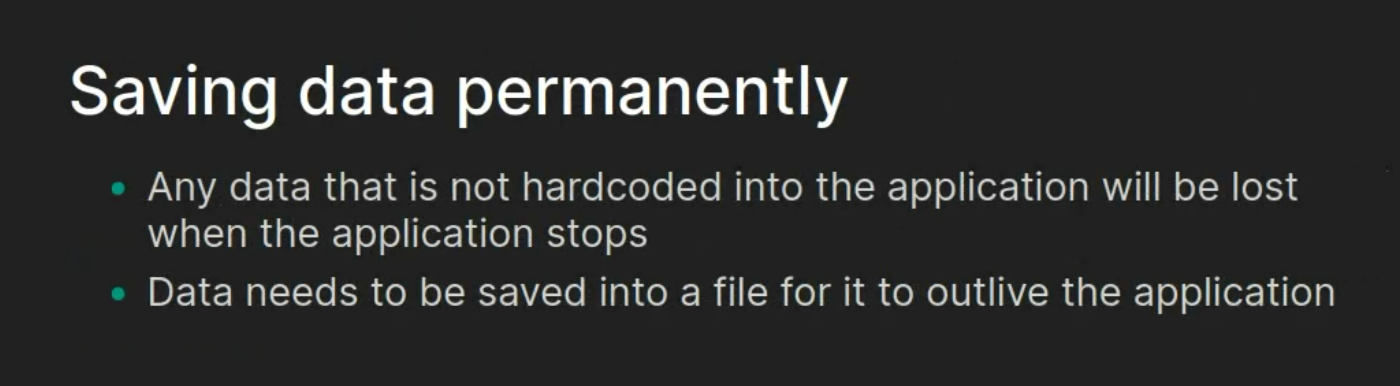 Saving data permanently
• Any data that is not hardcoded into the application will be lost
when the application stops
• Data needs to be saved into a file for it to outlive the application